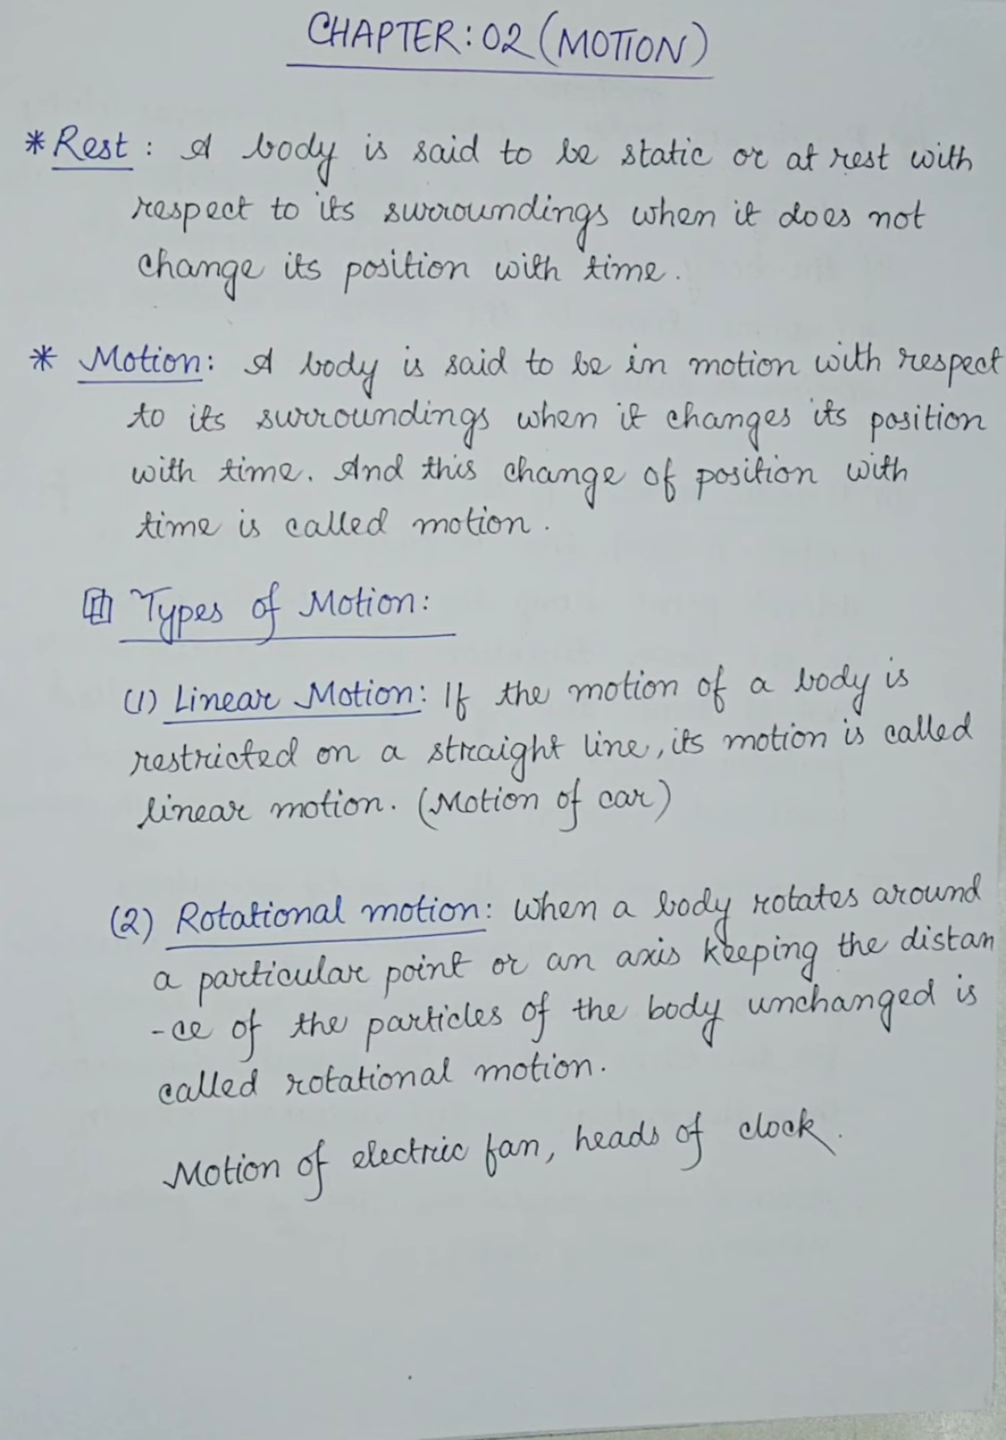 CHAPTER: 02 (MOTION)
* Rest : A body is said to be static or at rest with
respect to its surroundings when it does not
change its position with time.
* Motion: A body is said to be in motion with respect
to its surroundings when it changes its position
with time. And this change of position with
time is called motion.
Types of Motion:
(1) Linear Motion: If the motion of a body is
restricted on a straight line, its motion is called
linear motion. (Motion of car)
(2) Rotational motion: when a body rotates around
a particular point or an axis keeping the distan
-ce of the particles of the body unchanged is
called rotational motion.
Motion of electric fan, heads of clock.